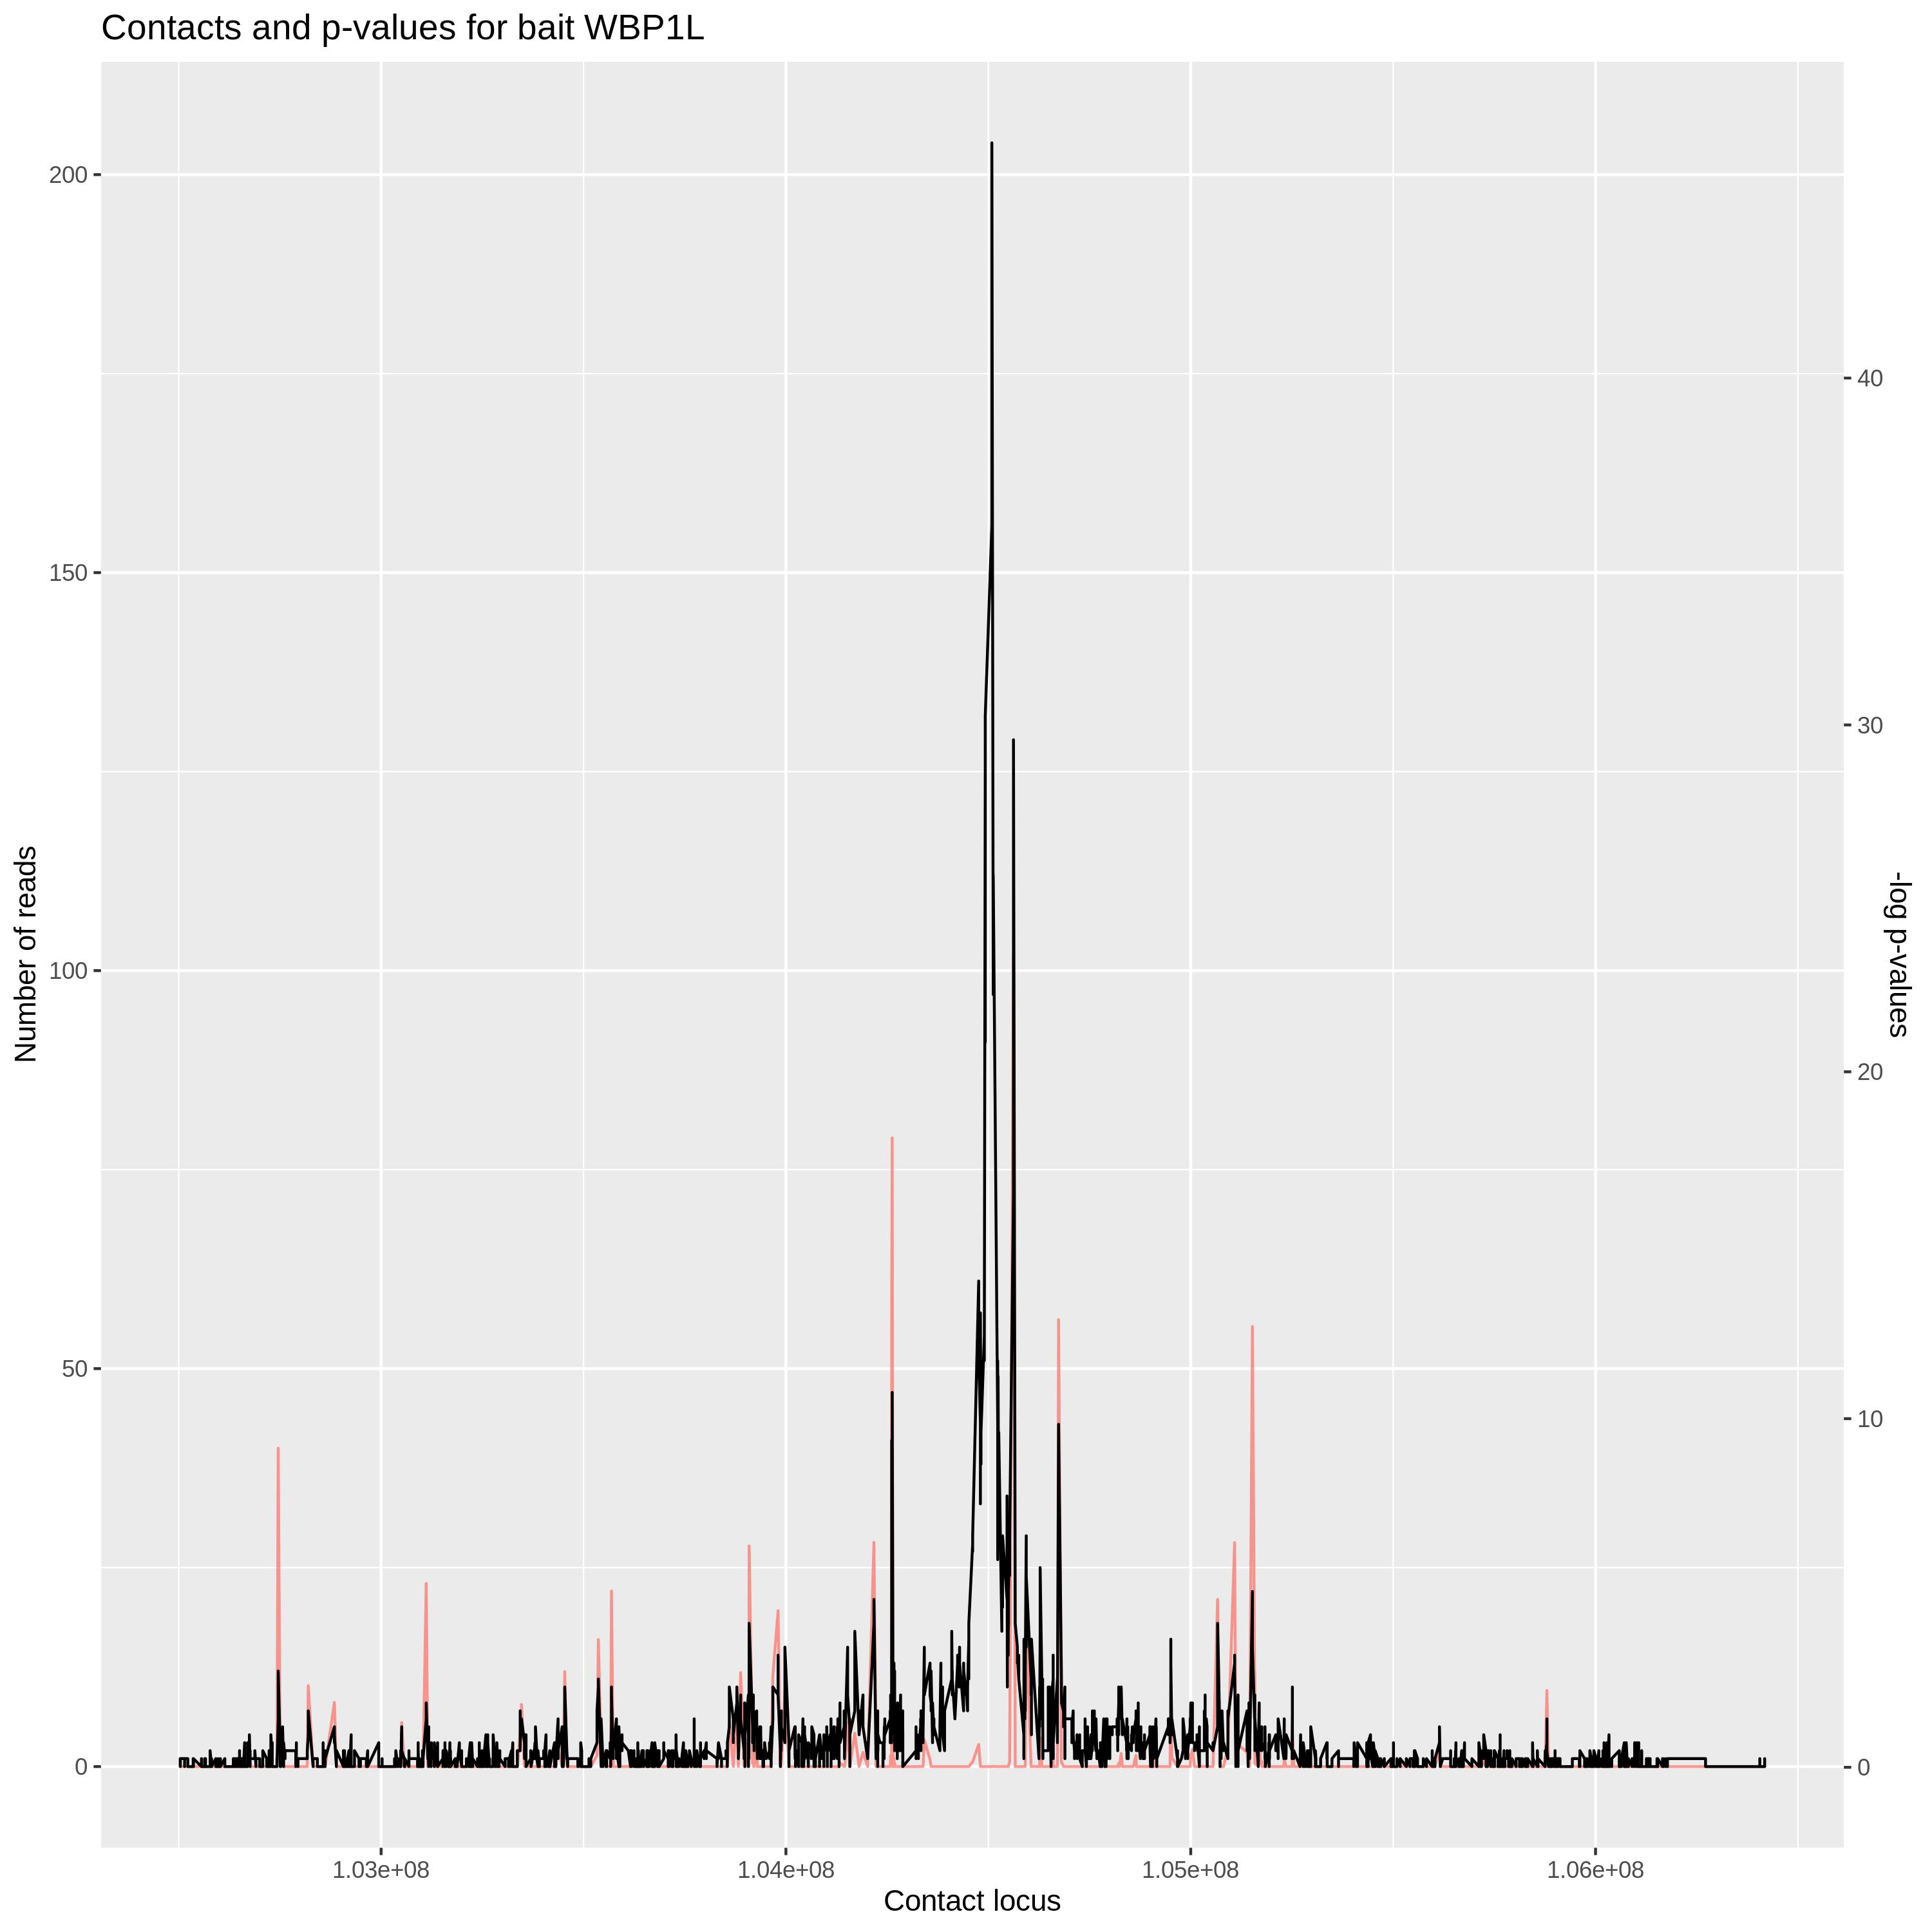 Contacts and p-values for bait WBP1L
200
150
100
50
0
Number of reads
40
30
20
10
0
-log p-values
1.03e+08
1.04e+08
1.05e+08
1.06e+08
Contact locus